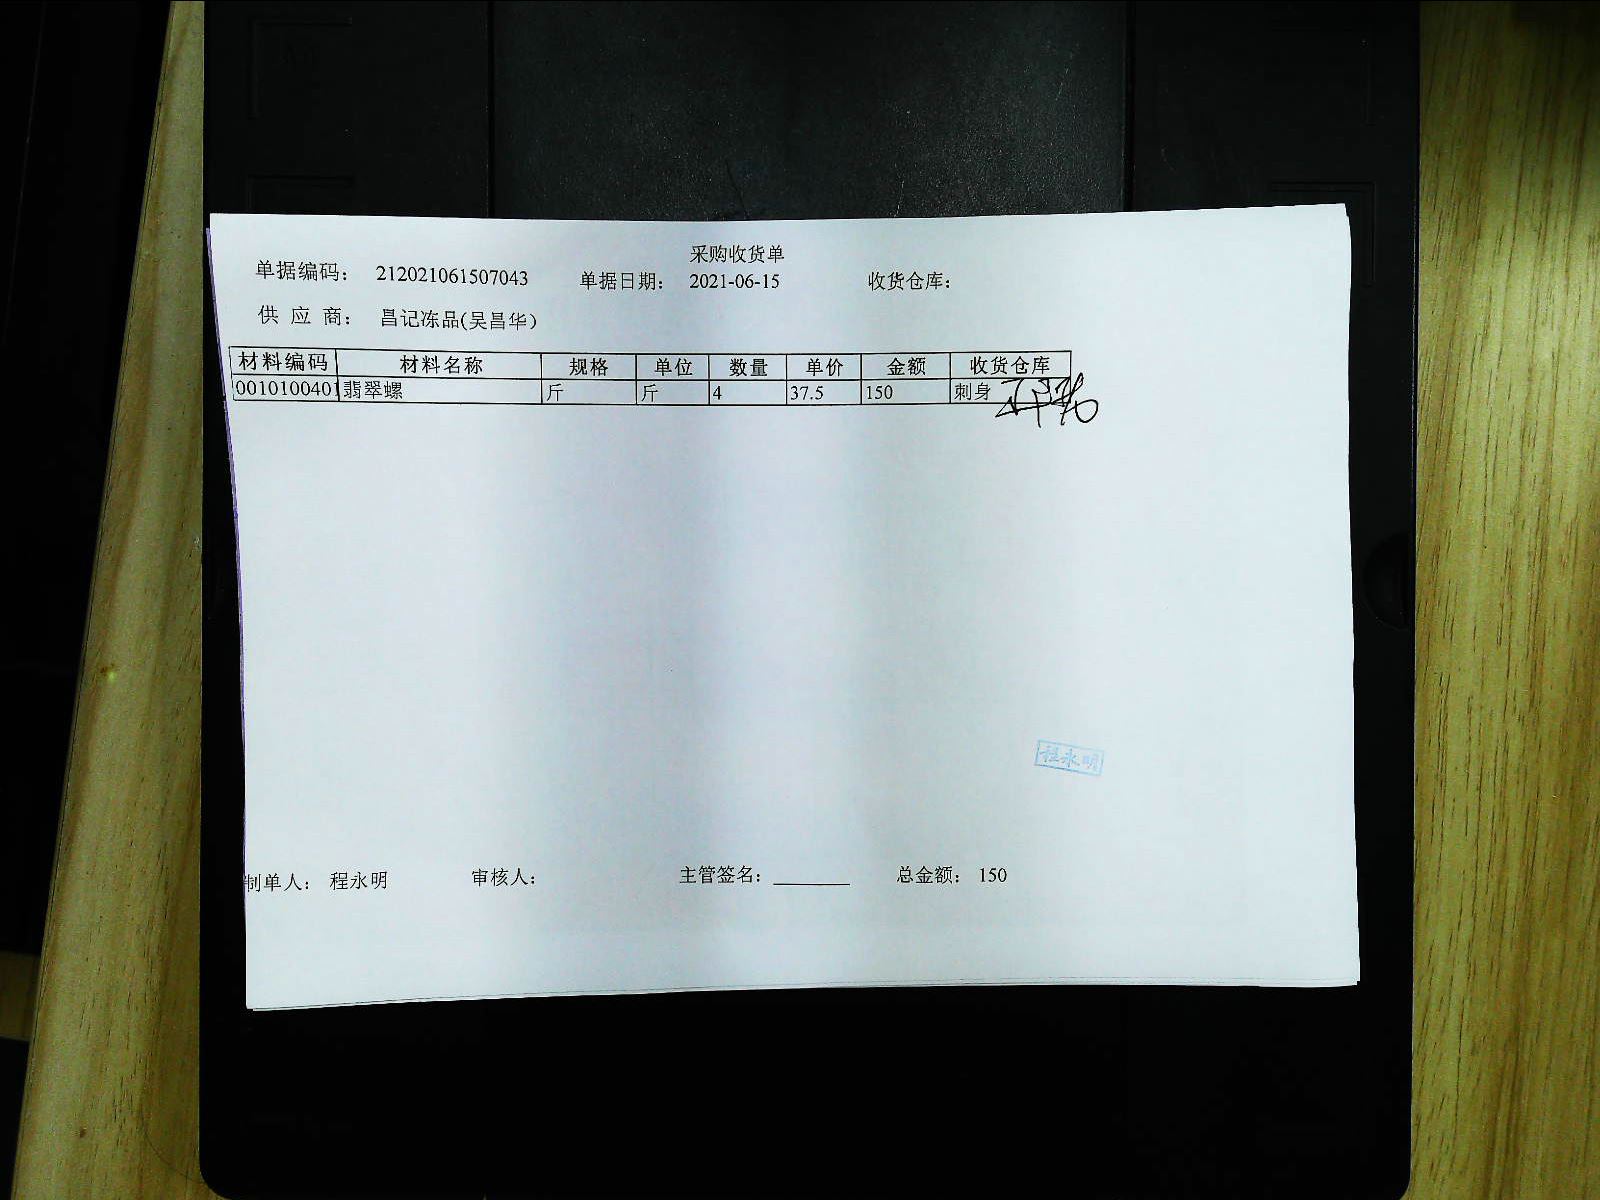 采购收货单
单据编码： 212021061507043 单据日期： 2021-06-15 收货仓库：
供 应 商： 昌记冻品(吴昌华)
材料编码 材料名称 规格 单位 数量 单价 金额 收货仓库
0010100401 翡翠螺 斤 斤 4 37.5 150 刺身
程永明
制单人： 程永明 审核人： 主管签名：________ 总金额： 150